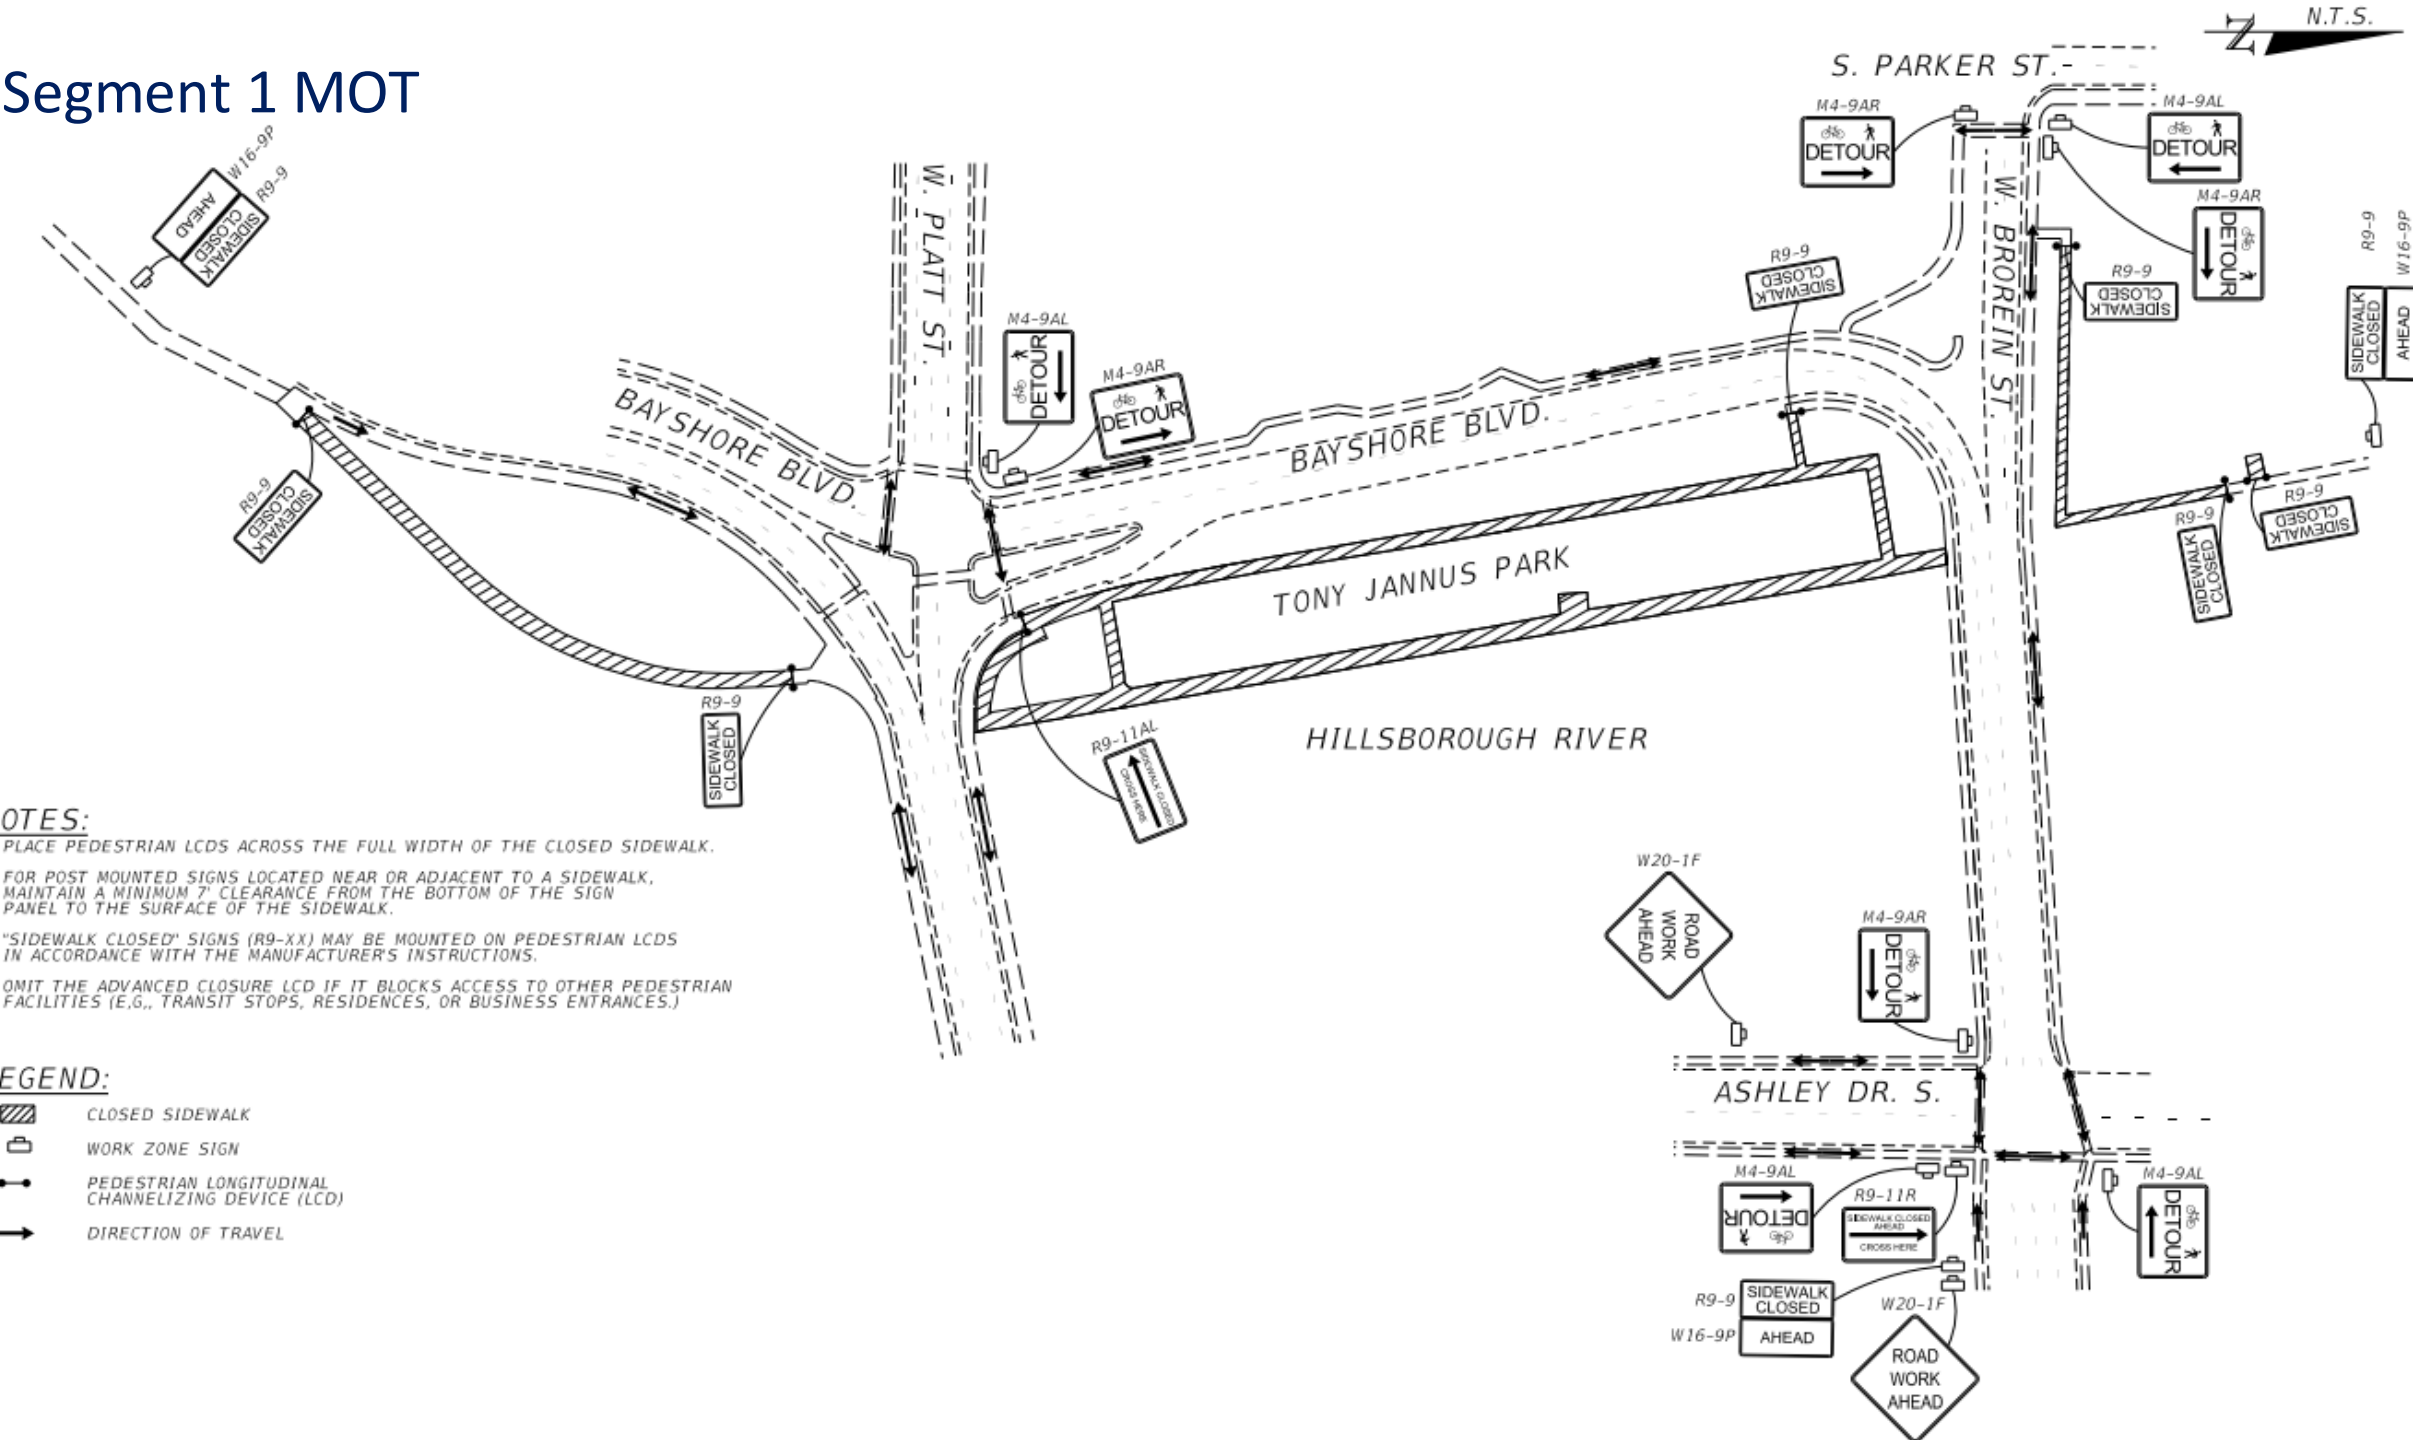 Segment 1 MOT
N
N.T.S.
S. PARKER ST.
M4-9AR
DETOUR
M4-9AL
DETOUR
M4-9AR
DETOUR
W16-9P
R9-9
AHEAD
SIDEWALK
CLOSED
W. PLATT ST.
W. BROREIN ST.
R9-9
SIDEWALK
CLOSED
R9-9
SIDEWALK
CLOSED
R9-9
W16-9P
SIDEWALK
CLOSED
AHEAD
M4-9AL
DETOUR
M4-9AR
DETOUR
BAYSHORE BLVD.
BAYSHORE BLVD.
R9-9
SIDEWALK
CLOSED
R9-9
SIDEWALK
CLOSED
R9-9
SIDEWALK
CLOSED
TONY JANNUS PARK
HILLSBOROUGH RIVER
R9-9
SIDEWALK
CLOSED
R9-11AL
SIDEWALK CLOSED
CROSS HERE
OTES:
PLACE PEDESTRIAN LCDS ACROSS THE FULL WIDTH OF THE CLOSED SIDEWALK.
FOR POST MOUNTED SIGNS LOCATED NEAR OR ADJACENT TO A SIDEWALK,
MAINTAIN A MINIMUM 7' CLEARANCE FROM THE BOTTOM OF THE SIGN
PANEL TO THE SURFACE OF THE SIDEWALK.
"SIDEWALK CLOSED" SIGNS (R9-XX) MAY BE MOUNTED ON PEDESTRIAN LCDS
IN ACCORDANCE WITH THE MANUFACTURER'S INSTRUCTIONS.
OMIT THE ADVANCED CLOSURE LCD IF IT BLOCKS ACCESS TO OTHER PEDESTRIAN
FACILITIES (E,G,, TRANSIT STOPS, RESIDENCES, OR BUSINESS ENTRANCES.)
EGEND:
CLOSED SIDEWALK
WORK ZONE SIGN
PEDESTRIAN LONGITUDINAL
CHANNELIZING DEVICE (LCD)
DIRECTION OF TRAVEL
W20-1F
ROAD
WORK
AHEAD
M4-9AR
DETOUR
ASHLEY DR. S.
M4-9AL
DETOUR
R9-11R
SIDEWALK CLOSED
AHEAD
CROSS HERE
M4-9AL
DETOUR
R9-9
SIDEWALK
CLOSED
W16-9P
AHEAD
W20-1F
ROAD
WORK
AHEAD